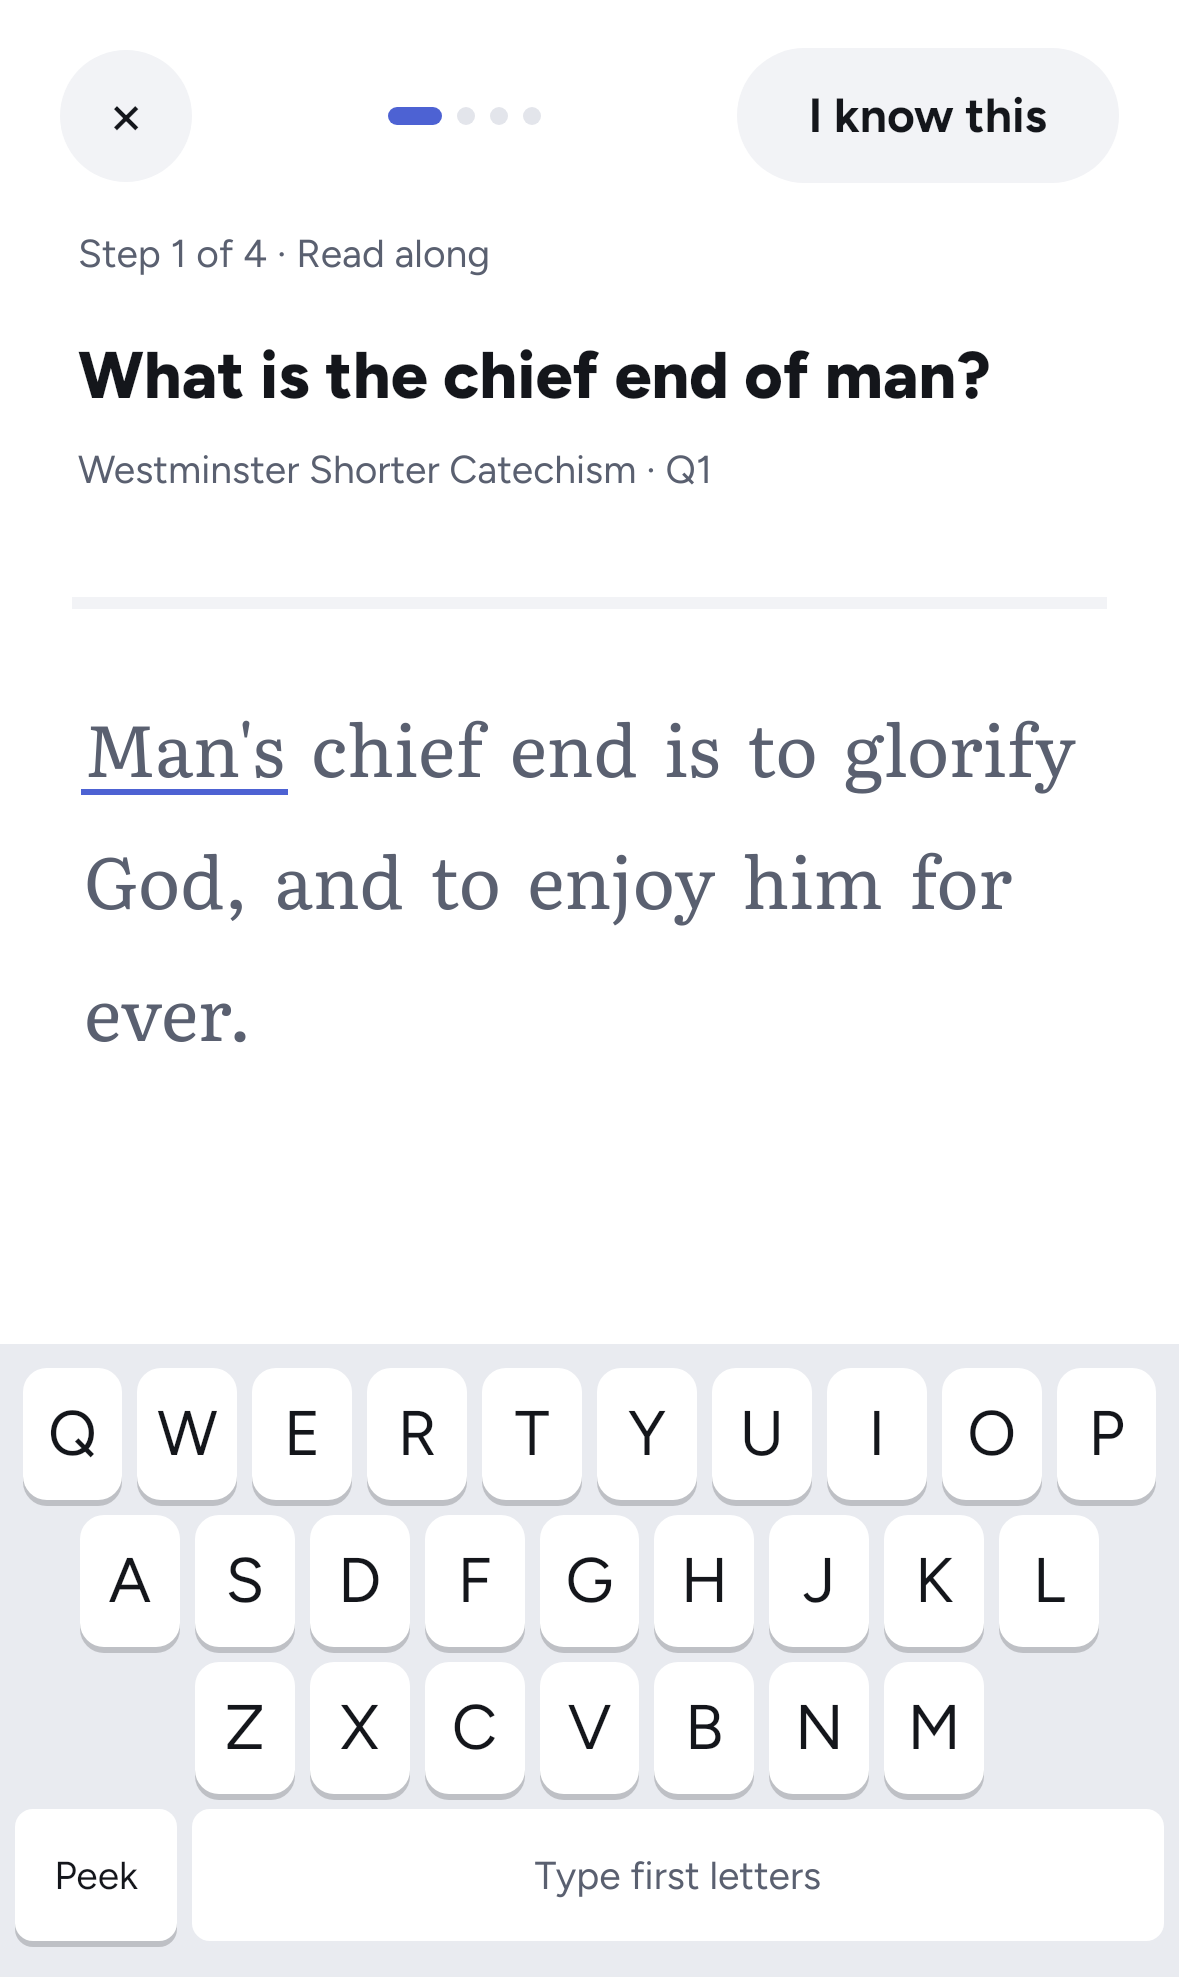 ×
I know this
Step 1 of 4 · Read along
What is the chief end of man?
Westminster Shorter Catechism · Q1
Man's chief end is to glorify
God, and to enjoy him for
ever.
Q W E R T Y U I O P
A S D F G H J K L
Z X C V B N M
Peek
Type first letters